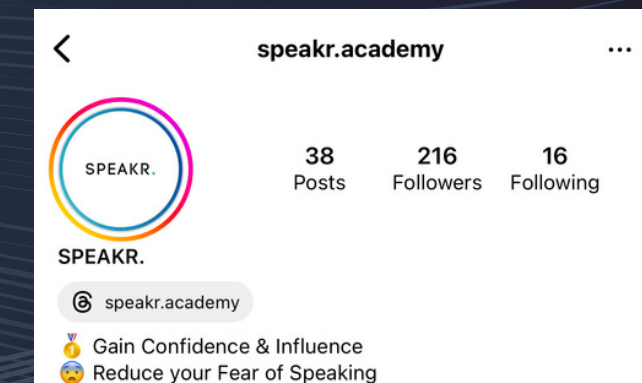 speakr.academy
SPEAKR.
38 216 16
Posts Followers Following
SPEAKR.
speakr.academy
🥇 Gain Confidence & Influence
😨 Reduce your Fear of Speaking